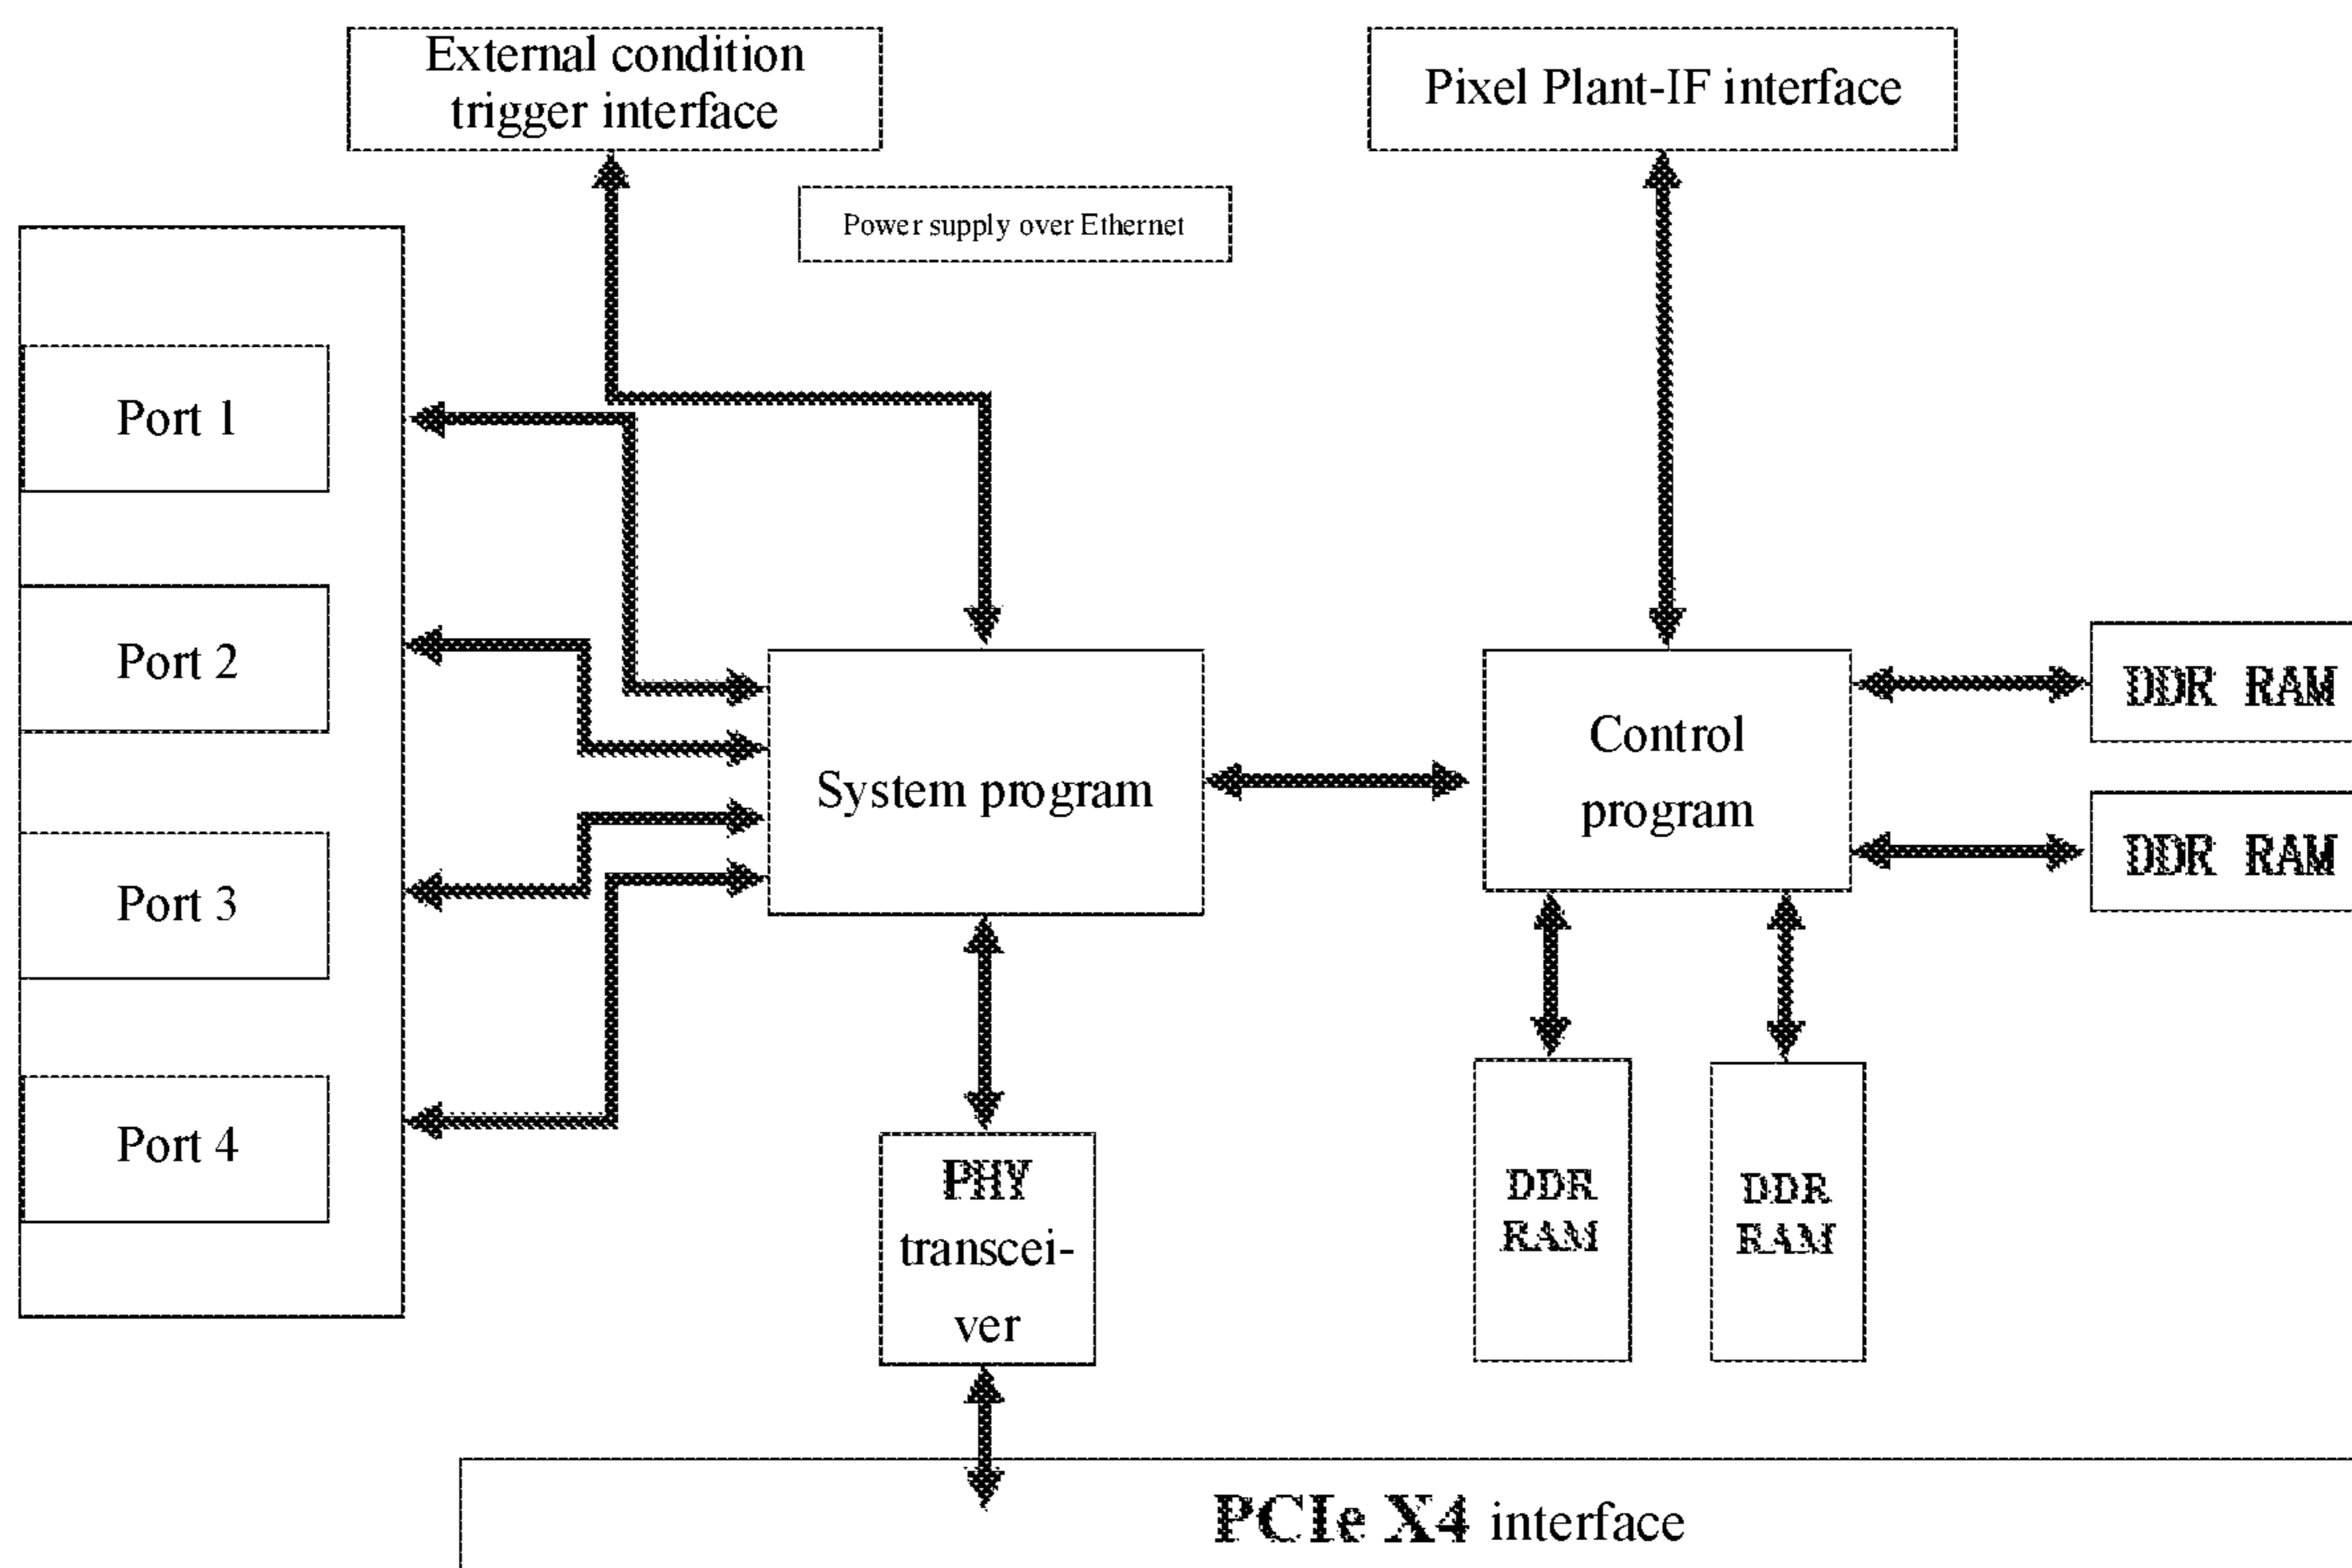 External condition
trigger interface
Pixel Plant-IF interface
Power supply over Ethernet
Port 1
Port 2
Port 3
Port 4
System program
Control
program
DDR RAM
DDR RAM
PHY
transcei-
ver
DDR
RAM
DDR
RAM
PCIe X4 interface